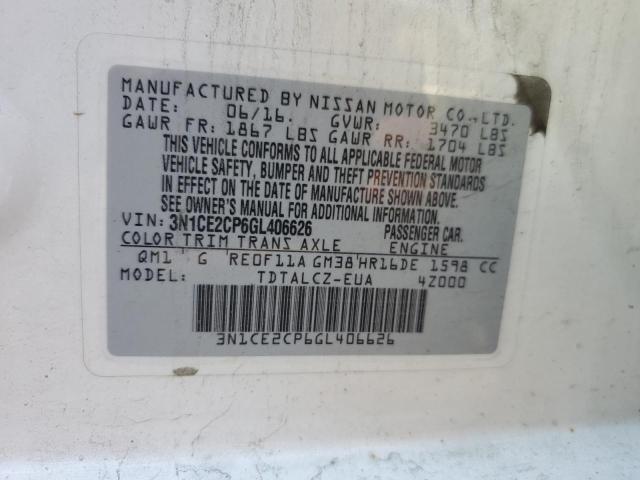 MANUFACTURED BY NISSAN MOTOR CO., LTD.
DATE: 06/16. GVWR: 3470 LBS
GAWR FR: 1867 LBS GAWR RR: 1704 LBS
THIS VEHICLE CONFORMS TO ALL APPLICABLE FEDERAL MOTOR
VEHICLE SAFETY, BUMPER AND THEFT PREVENTION STANDARDS
IN EFFECT ON THE DATE OF MANUFACTURE SHOWN ABOVE.
SEE OWNER'S MANUAL FOR ADDITIONAL INFORMATION.
VIN: 3N1CE2CP6GL406626 PASSENGER CAR.
COLOR TRIM TRANS AXLE ENGINE
QM1 G RE0F11A GM38 HR16DE 1598 CC
MODEL: TDTALCZ-EUA 4Z000
3N1CE2CP6GL406626